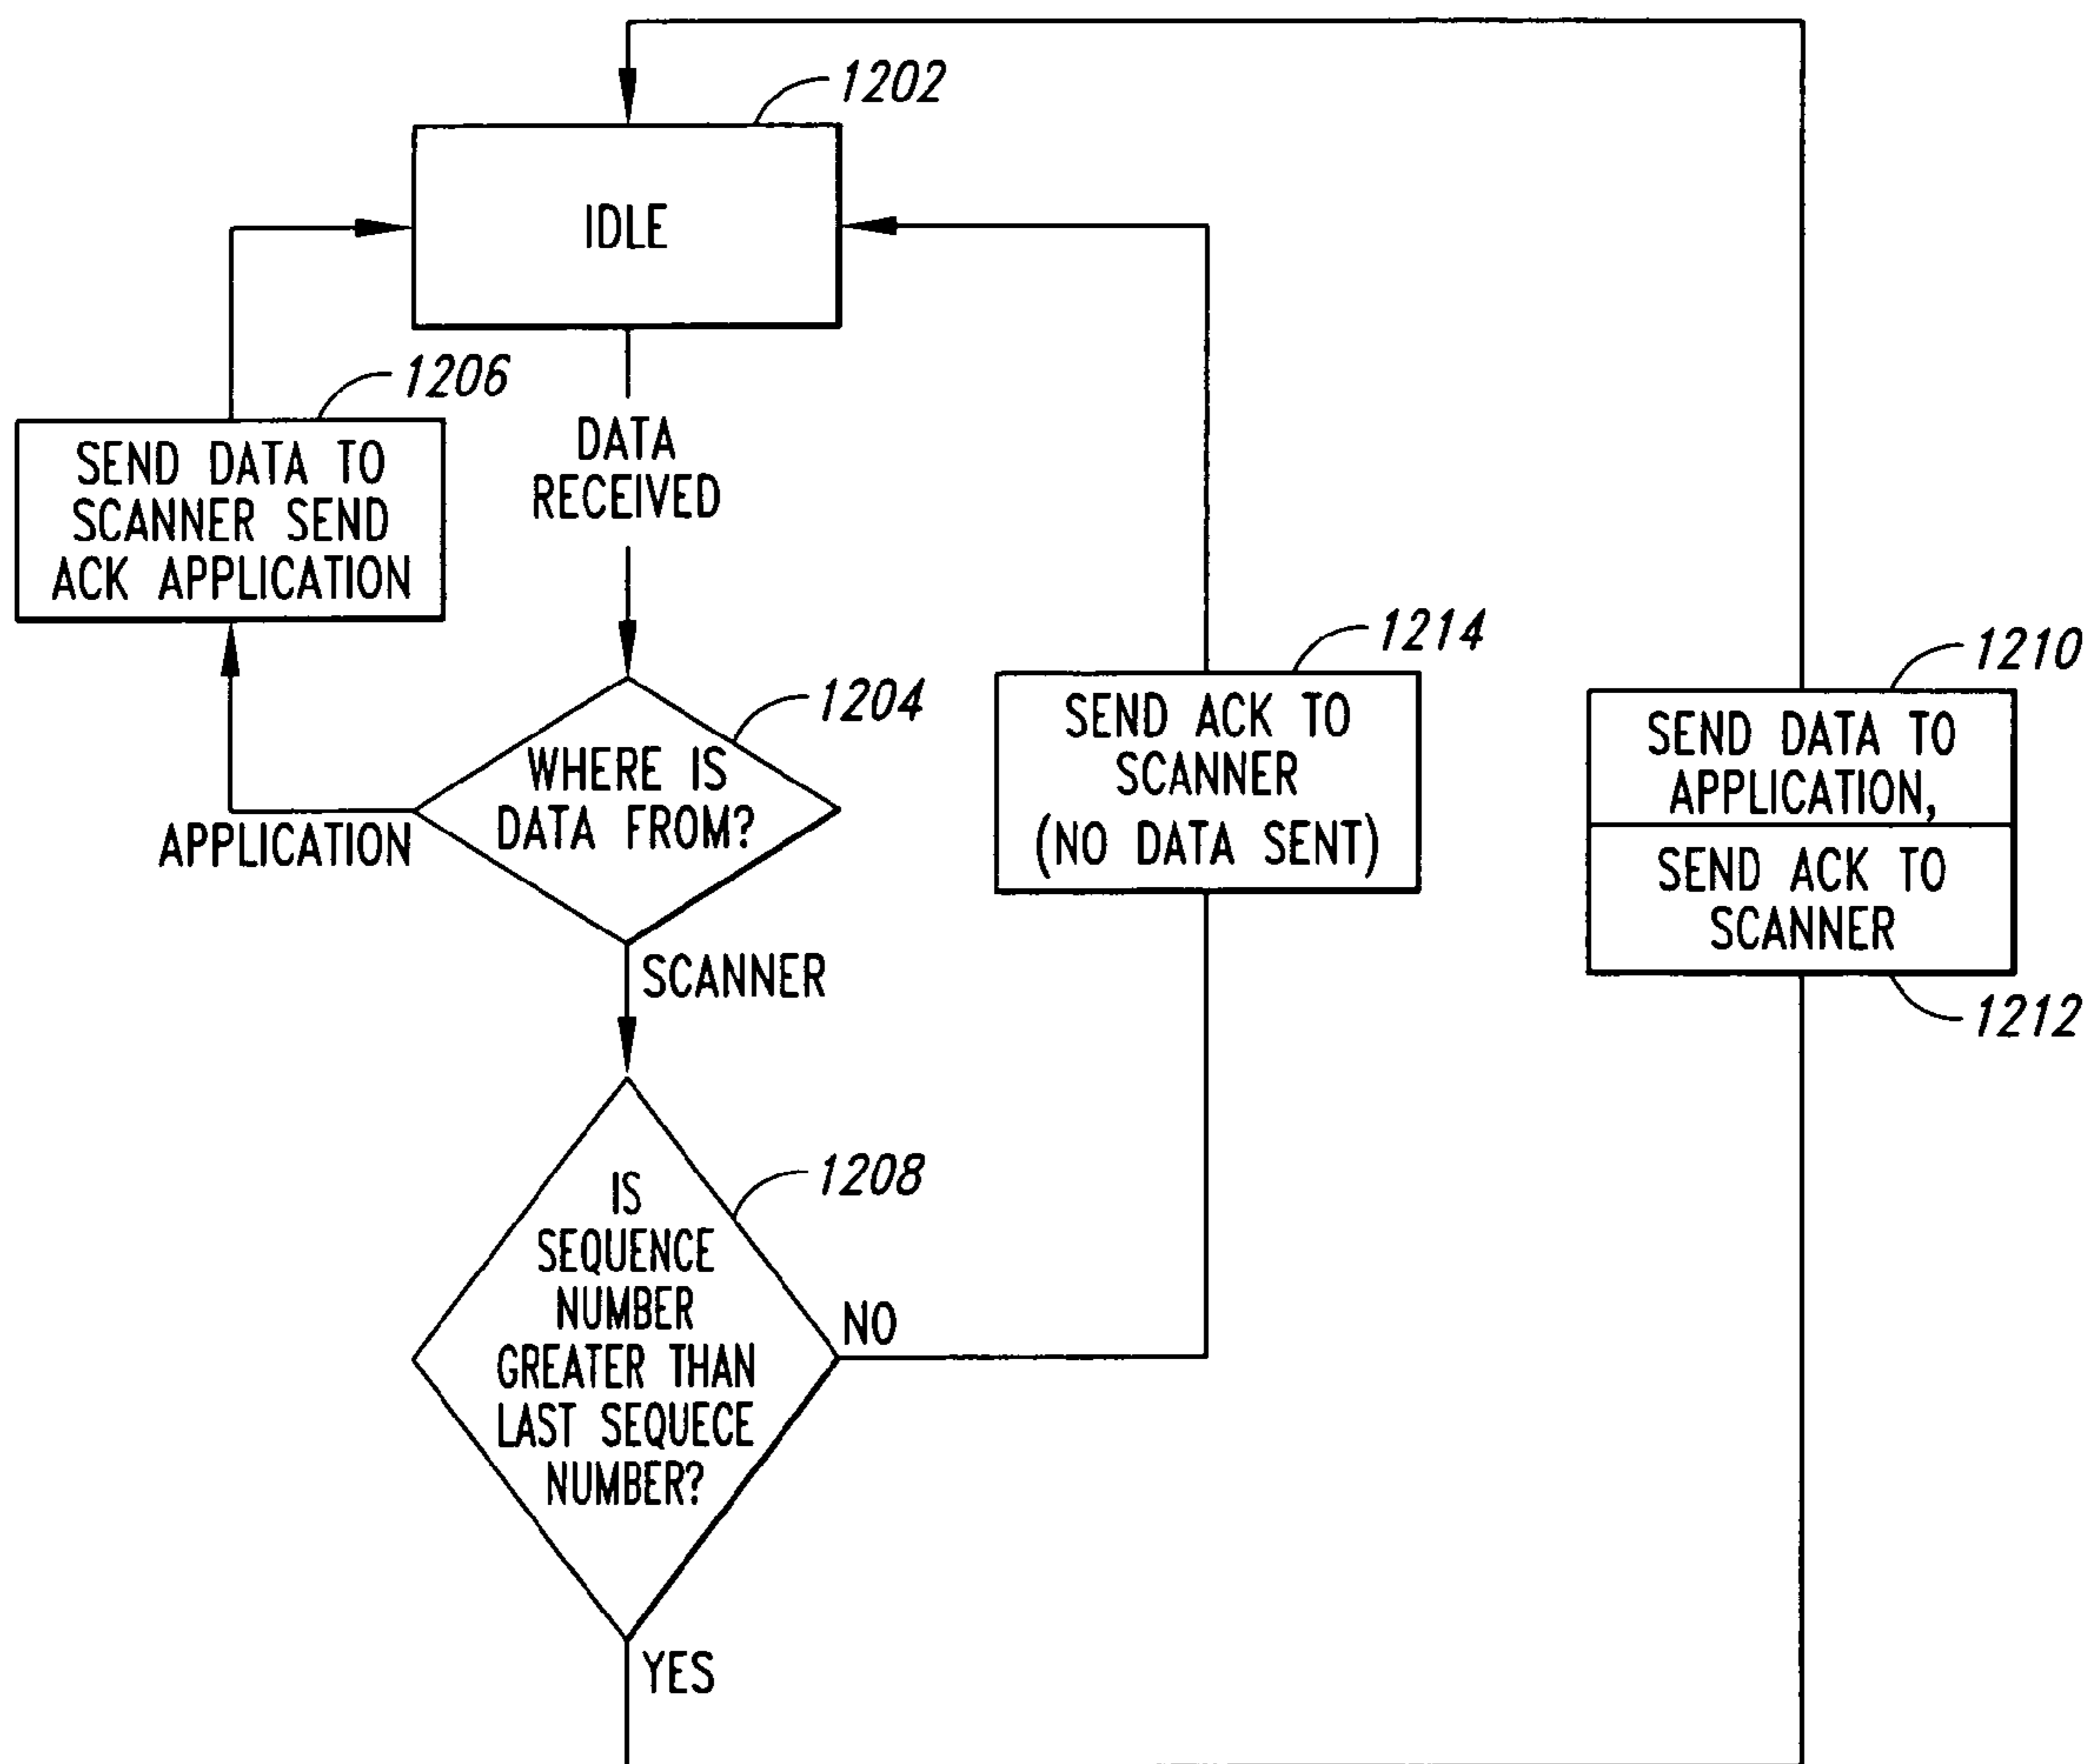 1202
IDLE
1206
SEND DATA TO
SCANNER SEND
ACK APPLICATION
DATA
RECEIVED
1204
WHERE IS
DATA FROM?
APPLICATION
SCANNER
1214
SEND ACK TO
SCANNER
(NO DATA SENT)
1210
SEND DATA TO
APPLICATION,
SEND ACK TO
SCANNER
1212
1208
IS
SEQUENCE
NUMBER
GREATER THAN
LAST SEQUECE
NUMBER?
NO
YES